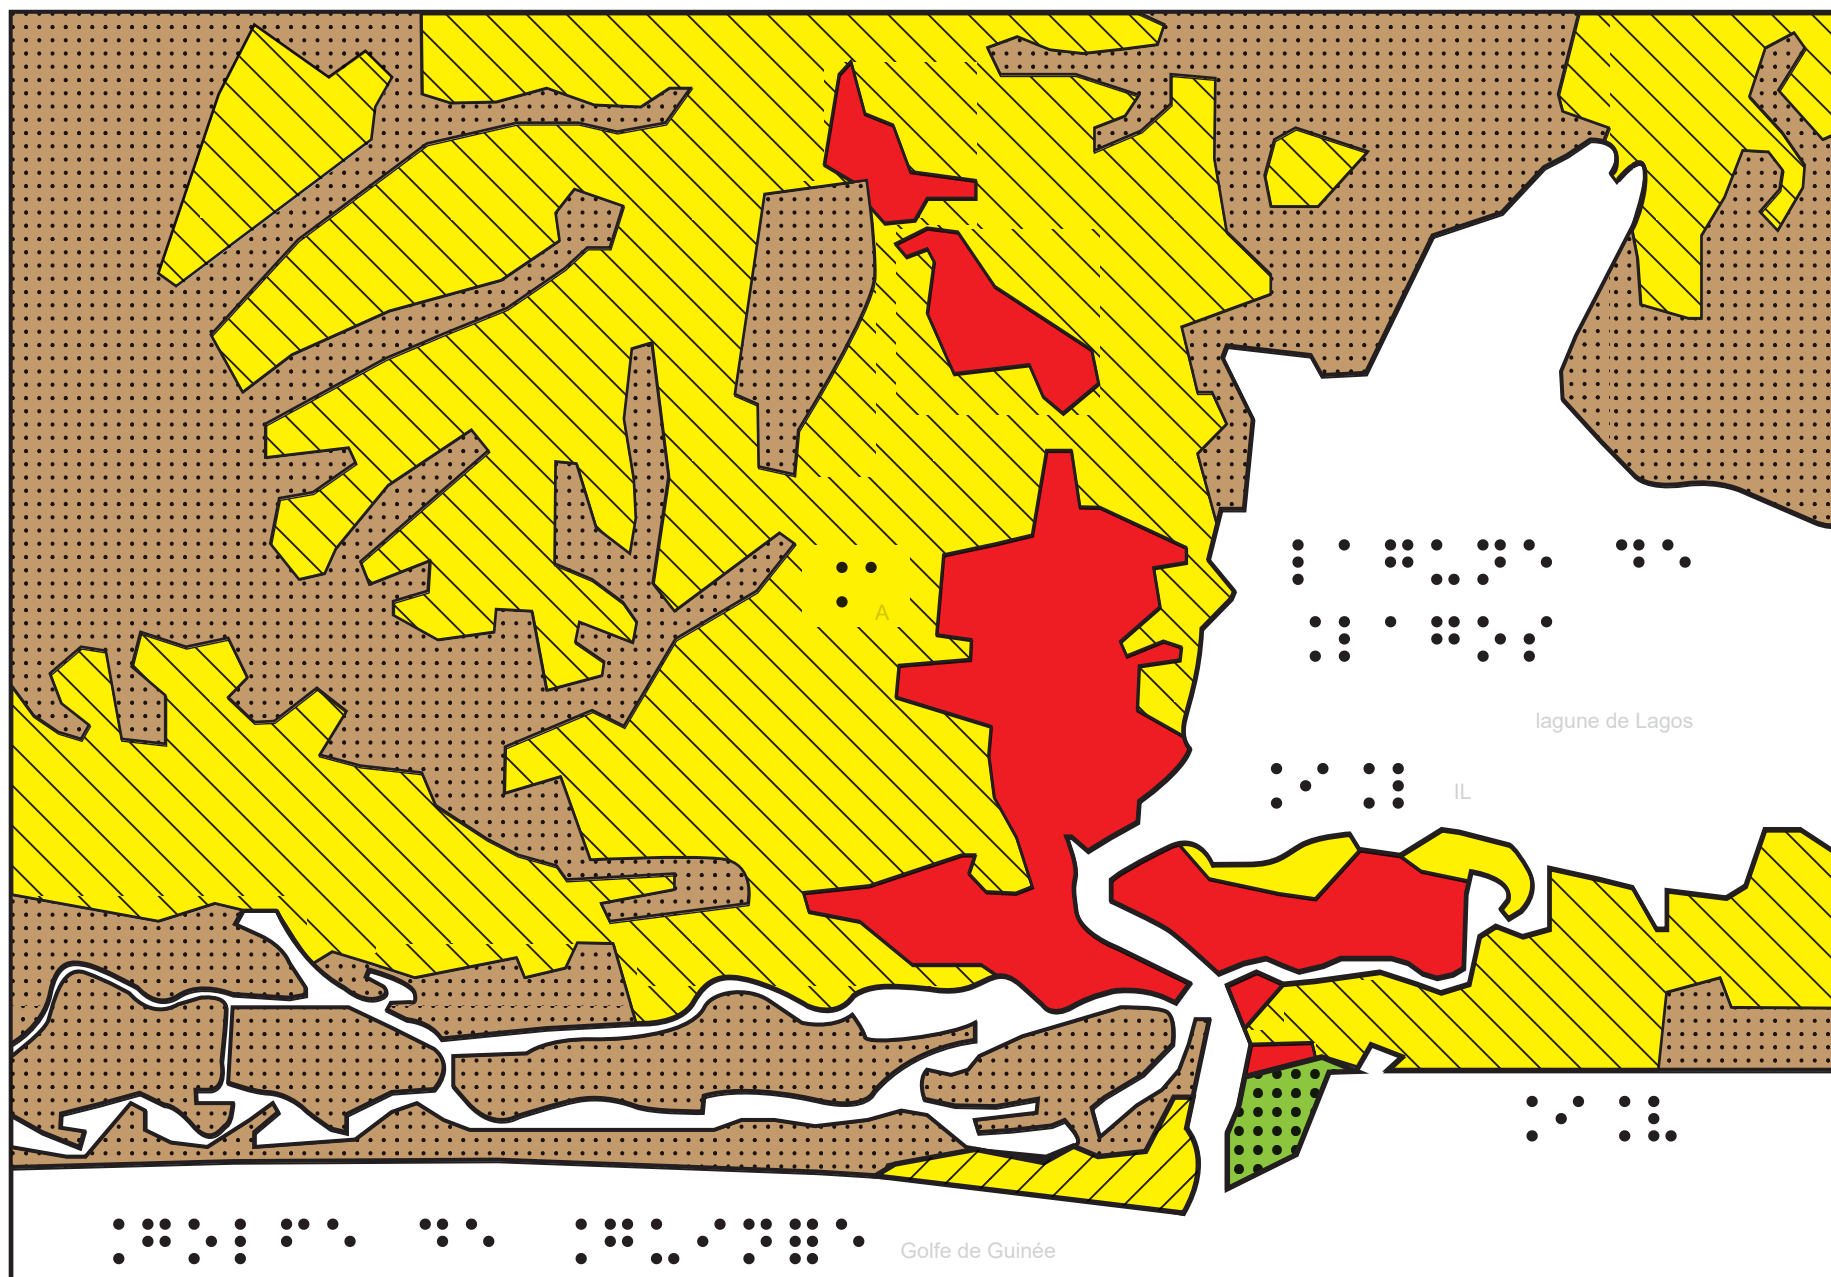 ⠨⠁
A
⠇⠁⠛⠥⠝⠑ ⠙⠑
⠨⠇⠁⠛⠕⠎
lagune de Lagos
⠨⠊⠨⠇
IL
⠨⠊⠨⠧
⠨⠛⠕⠇⠋⠑ ⠙⠑ ⠨⠛⠥⠊⠝⠿⠑
Golfe de Guinée